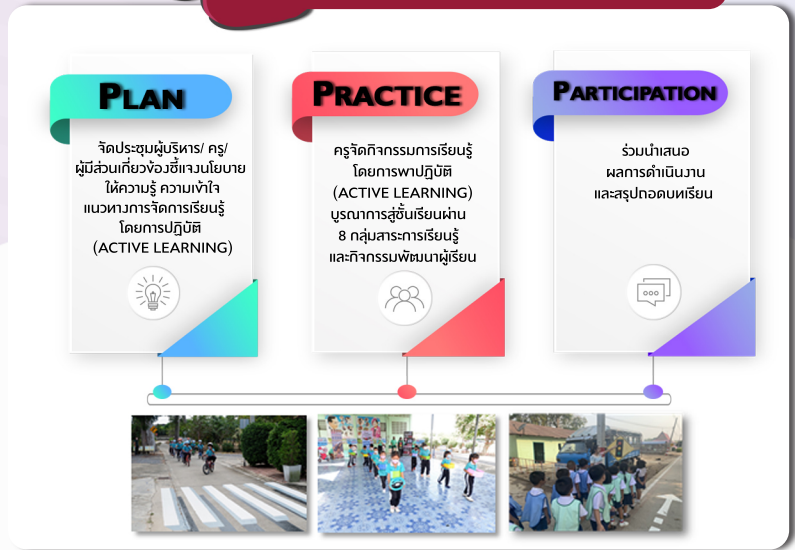 PLAN
จัดประชุมผู้บริหาร/ ครู/
ผู้มีส่วนเกี่ยวข้องชี้แจงนโยบาย
ให้ความรู้ ความเข้าใจ
แนวทางการจัดการเรียนรู้
โดยการปฏิบัติ
(ACTIVE LEARNING)
PRACTICE
ครูจัดกิจกรรมการเรียนรู้
โดยการพาปฏิบัติ
(ACTIVE LEARNING)
บูรณาการสู่ชั้นเรียนผ่าน
8 กลุ่มสาระการเรียนรู้
และกิจกรรมพัฒนาผู้เรียน
PARTICIPATION
ร่วมนำเสนอ
ผลการดำเนินงาน
และสรุปถอดบทเรียน